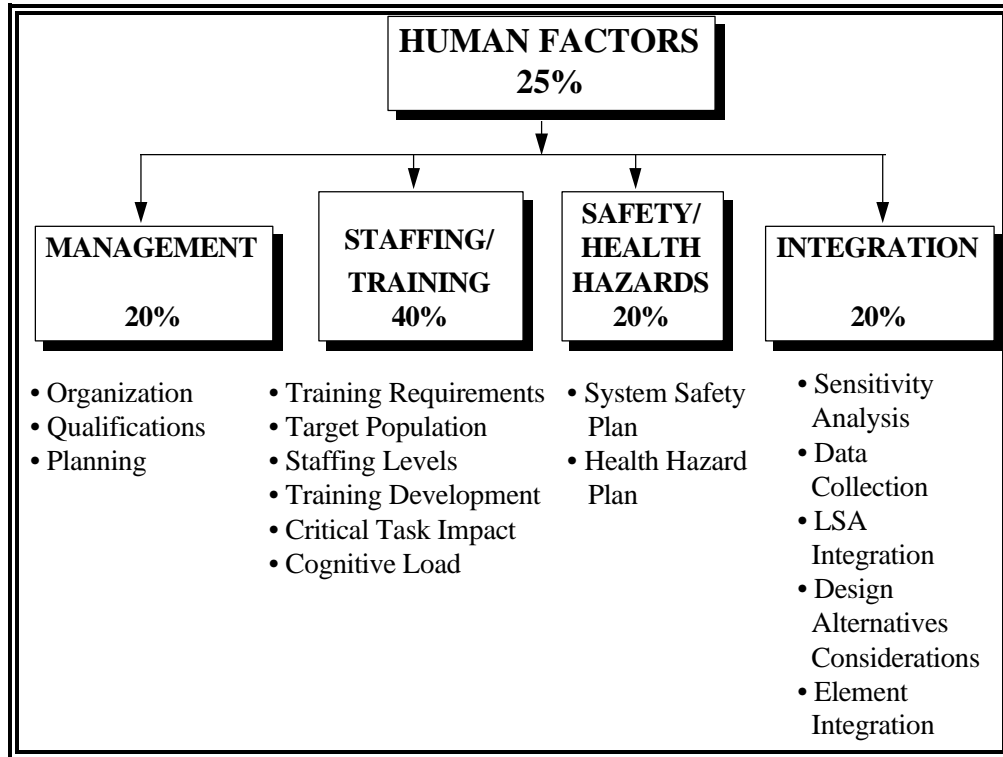 HUMAN FACTORS
25%
MANAGEMENT
20%
STAFFING/
TRAINING
40%
SAFETY/
HEALTH
HAZARDS
20%
INTEGRATION
20%
• Organization
• Qualifications
• Planning
• Training Requirements
• Target Population
• Staffing Levels
• Training Development
• Critical Task Impact
• Cognitive Load
• System Safety
Plan
• Health Hazard
Plan
• Sensitivity
Analysis
• Data
Collection
• LSA
Integration
• Design
Alternatives
Considerations
• Element
Integration